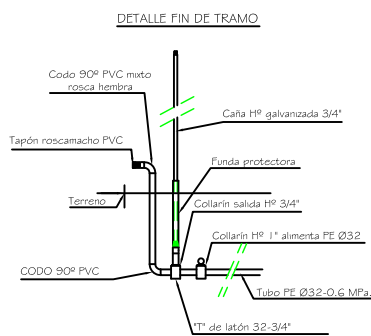 DETALLE FIN DE TRAMO
Codo 90º PVC mixto
rosca hembra
Caña Hº galvanizada 3/4"
Tapón roscamacho PVC
Funda protectora
Terreno
Collarín salida Hº 3/4"
Collarín Hº 1" alimenta PE Ø32
CODO 90º PVC
Tubo PE Ø32-0.6 MPa.
"T" de latón 32-3/4"